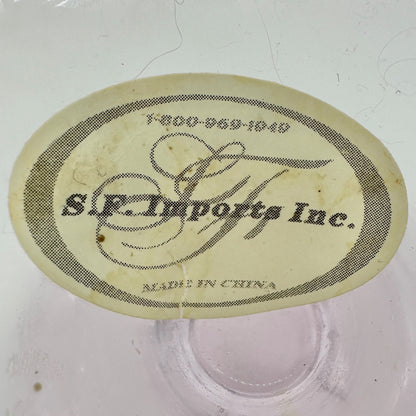 1-800-969-1049
S.F. Imports Inc.
MADE IN CHINA